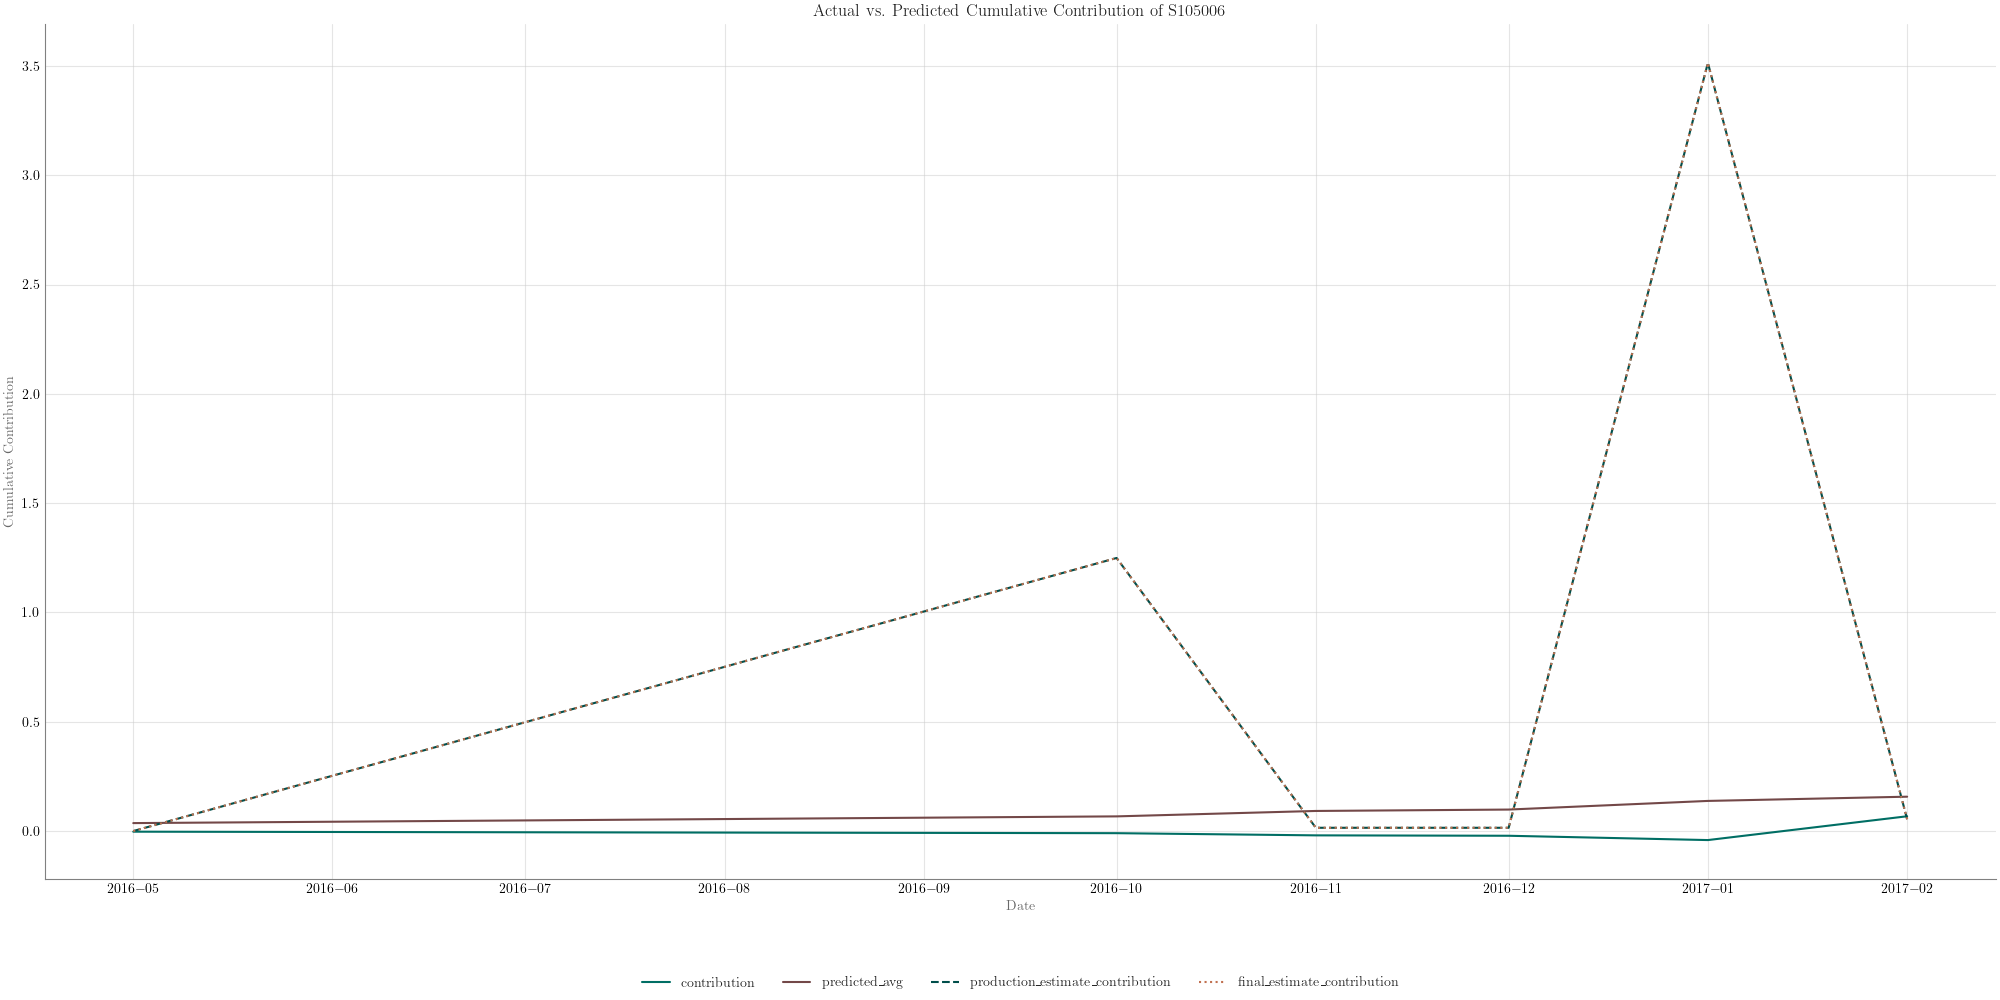 Actual vs. Predicted Cumulative Contribution of S105006
3.5
3.0
2.5
2.0
1.5
1.0
0.5
0.0
Cumulative Contribution
2016–05 2016–06 2016–07 2016–08 2016–09 2016–10 2016–11 2016–12 2017–01 2017–02
Date
contribution predicted_avg production_estimate_contribution final_estimate_contribution